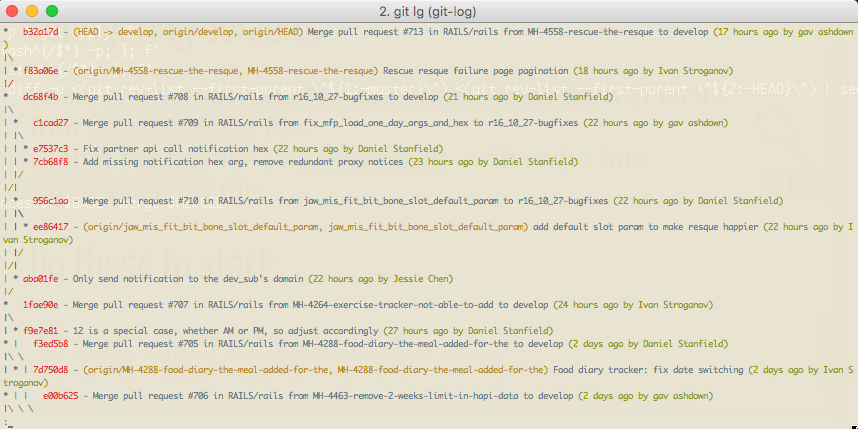 2. git lg (git-log)
* b32a17d - (HEAD -> develop, origin/develop, origin/HEAD) Merge pull request #713 in RAILS/rails from MH-4558-rescue-the-resque to develop (17 hours ago by gav ashdown
)
|\
| * f83a06e - (origin/MH-4558-rescue-the-resque, MH-4558-rescue-the-resque) Rescue resque failure page pagination (18 hours ago by Ivan Stroganov)
|/
* dc68f4b - Merge pull request #708 in RAILS/rails from r16_10_27-bugfixes to develop (21 hours ago by Daniel Stanfield)
|\
| * c1cad27 - Merge pull request #709 in RAILS/rails from fix_mfp_load_one_day_args_and_hex to r16_10_27-bugfixes (22 hours ago by gav ashdown)
| |\
| | * e7537c3 - Fix partner api call notification hex (22 hours ago by Daniel Stanfield)
| | * 7cb68f8 - Add missing notification hex arg, remove redundant proxy notices (23 hours ago by Daniel Stanfield)
| |/
|/|
| * 956c1aa - Merge pull request #710 in RAILS/rails from jaw_mis_fit_bit_bone_slot_default_param to r16_10_27-bugfixes (22 hours ago by Daniel Stanfield)
| |\
| | * ee86417 - (origin/jaw_mis_fit_bit_bone_slot_default_param, jaw_mis_fit_bit_bone_slot_default_param) add default slot param to make resque happier (22 hours ago by I
van Stroganov)
| |/
|/|
| * aba01fe - Only send notification to the dev_sub's domain (22 hours ago by Jessie Chen)
|/
* 1fae90e - Merge pull request #707 in RAILS/rails from MH-4264-exercise-tracker-not-able-to-add to develop (24 hours ago by Ivan Stroganov)
|\
| * f9e7e81 - 12 is a special case, whether AM or PM, so adjust accordingly (27 hours ago by Daniel Stanfield)
* | f3ed5b8 - Merge pull request #705 in RAILS/rails from MH-4288-food-diary-the-meal-added-for-the to develop (2 days ago by Daniel Stanfield)
|\ \
| * | 7d750d8 - (origin/MH-4288-food-diary-the-meal-added-for-the, MH-4288-food-diary-the-meal-added-for-the) Food diary tracker: fix date switching (2 days ago by Ivan S
troganov)
* | | e00b625 - Merge pull request #706 in RAILS/rails from MH-4463-remove-2-weeks-limit-in-hapi-data to develop (2 days ago by gav ashdown)
|\ \ \
: